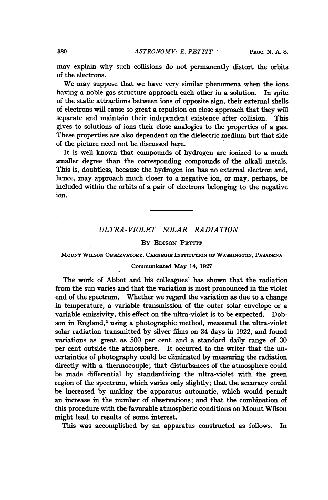 380 ASTRONOMY: E. PETTIT PROC. N. A. S.
may explain why such collisions do not permanently distort the orbits
of the electrons.
We may suppose that we have very similar phenomena when the ions
having a noble gas structure approach each other in a solution. In spite
of the static attractions between ions of opposite sign, their external shells
of electrons will cause so great a repulsion on close approach that they will
separate and maintain their independent existence after collision. This
gives to solutions of ions their close analogies to the properties of a gas.
These properties are also dependent on the dielectric medium but that side
of the picture need not be discussed here.
It is well known that compounds of hydrogen are ionized to a much
smaller degree than the corresponding compounds of the alkali metals.
This is, doubtless, because the hydrogen ion has no external electron and,
hence, may approach much closer to a negative ion, or may, perhaps, be
included within the orbits of a pair of electrons belonging to the negative
ion.
ULTRA-VIOLET SOLAR RADIATION
BY EDISON PETTIT
MOUNT WILSON OBSERVATORY, CARNEGIE INSTITUTION OF WASHINGTON, PASADENA
Communicated May 14, 1927
The work of Abbot and his colleagues has shown that the radiation
from the sun varies and that the variation is most pronounced in the violet
end of the spectrum. Whether we regard the variation as due to a change
in temperature, a variable transmission of the outer solar envelope or a
variable emissivity, this effect on the ultra-violet is to be expected. Dob-
son in England, using a photographic method, measured the ultra-violet
solar radiation transmitted by silver films on 34 days in 1922, and found
variations as great as 500 per cent and a standard daily range of 30
per cent outside the atmosphere. It occurred to the writer that the un-
certainties of photography could be eliminated by measuring the radiation
directly with a thermocouple; that disturbances of the atmosphere could
be made differential by standardizing the ultra-violet with the green
region of the spectrum, which varies only slightly; that the accuracy could
be increased by making the apparatus automatic, which would permit
an increase in the number of observations; and that the combination of
this procedure with the favorable atmospheric conditions on Mount Wilson
might lead to results of some interest.
This was accomplished by an apparatus constructed as follows. In